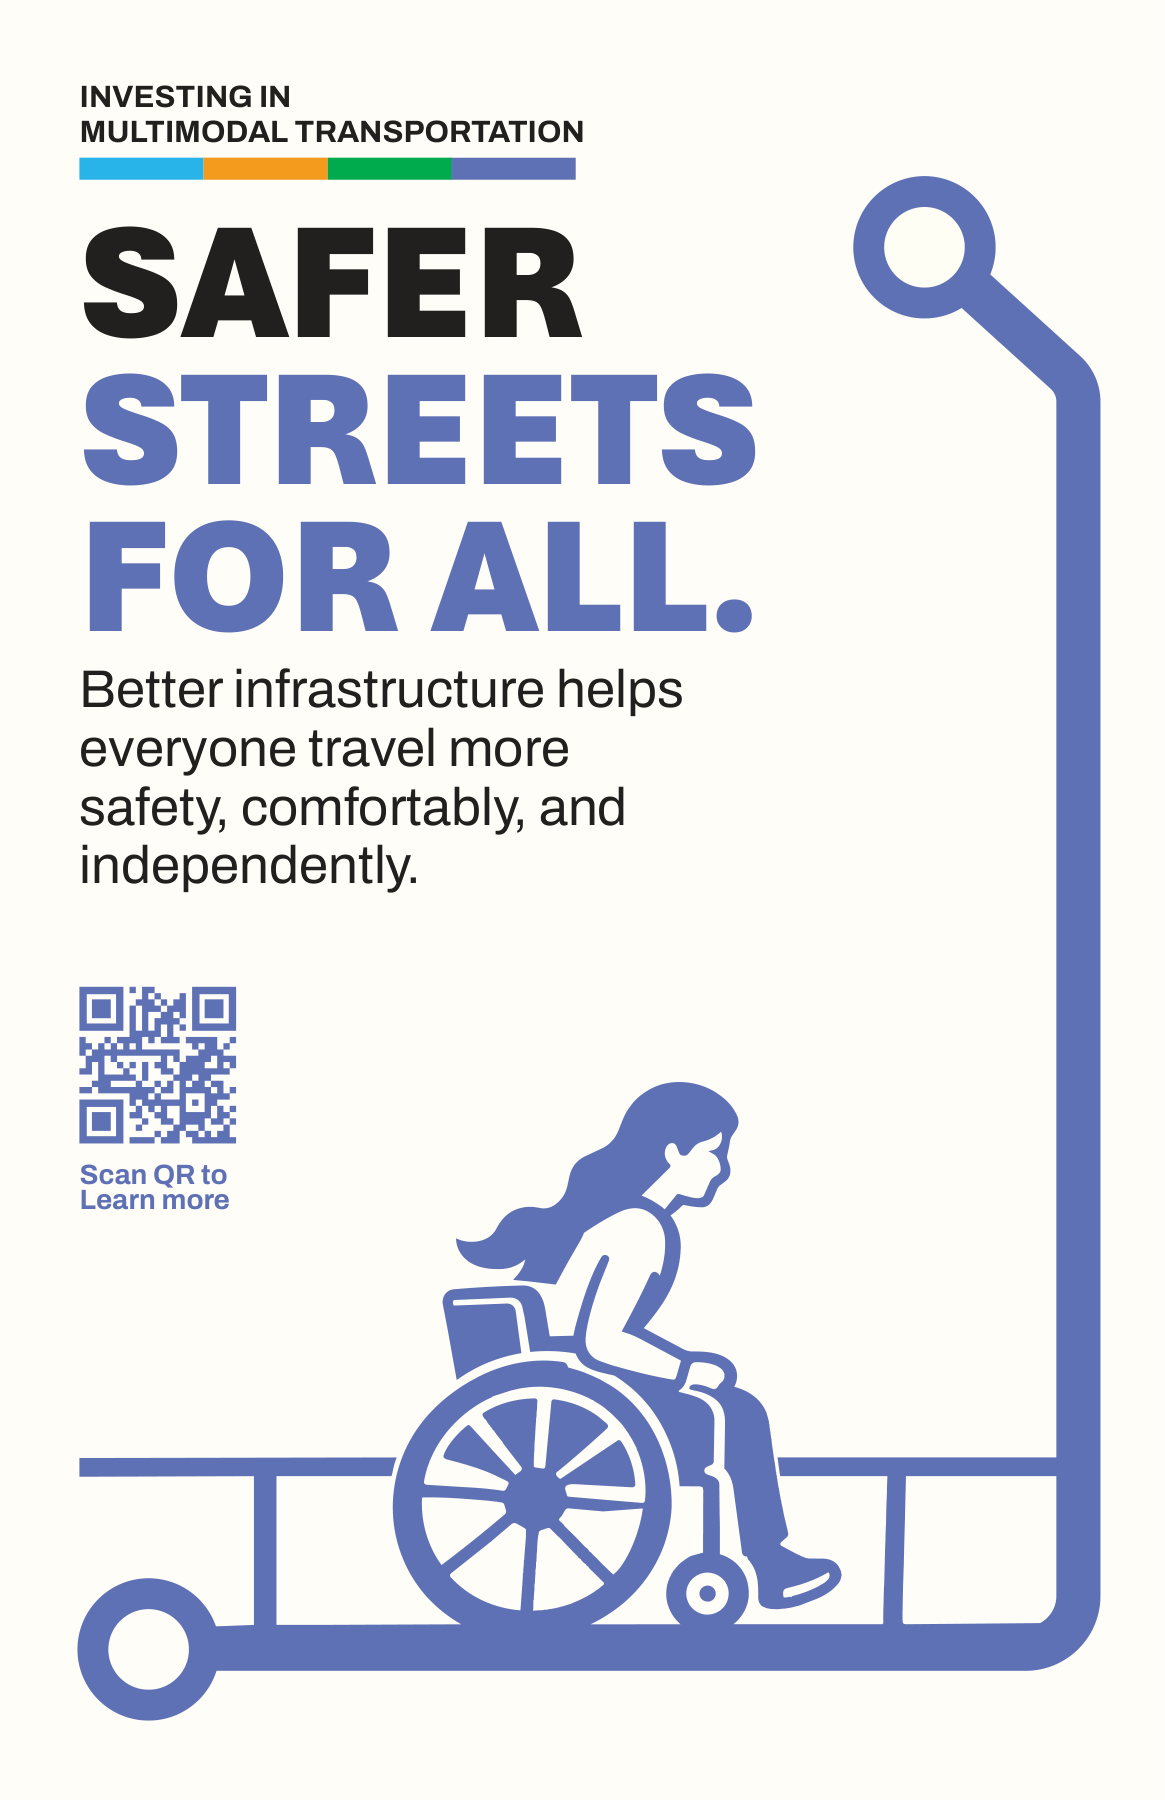 INVESTING IN
MULTIMODAL TRANSPORTATION
SAFER
STREETS
FOR ALL.
Better infrastructure helps
everyone travel more
safety, comfortably, and
independently.
Scan QR to
Learn more